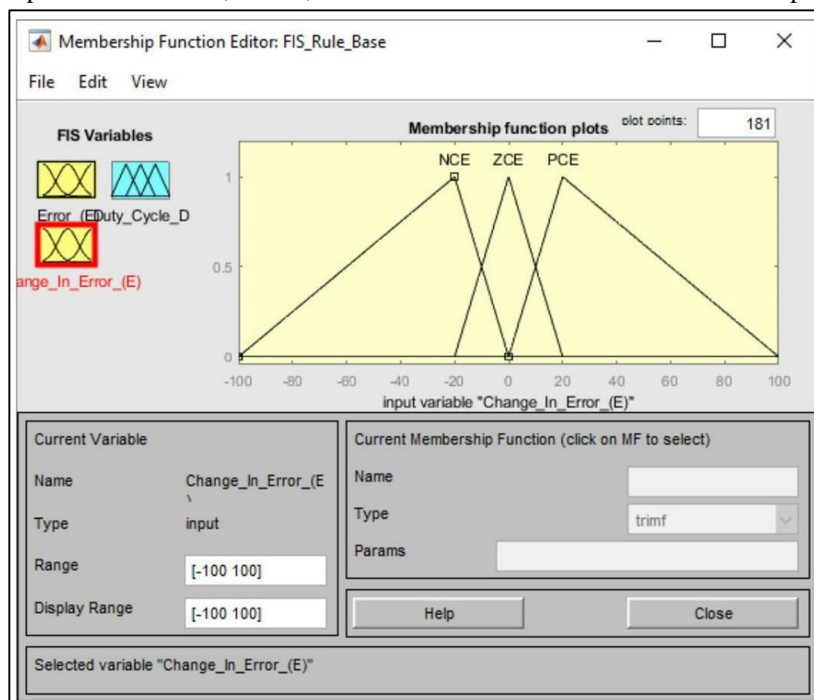 Membership Function Editor: FIS_Rule_Base
File Edit View
FIS Variables
Membership function plots
plot points:
181
NCE ZCE PCE
Error_(E)
Duty_Cycle_D
ange_In_Error_(E)
1
0.5
0
-100 -80 -60 -40 -20 0 20 40 60 80 100
input variable "Change_In_Error_(E)"
Current Variable
Name Change_In_Error_(E
Type input
Range [-100 100]
Display Range [-100 100]
Current Membership Function (click on MF to select)
Name
Type trimf
Params
Help Close
Selected variable "Change_In_Error_(E)"